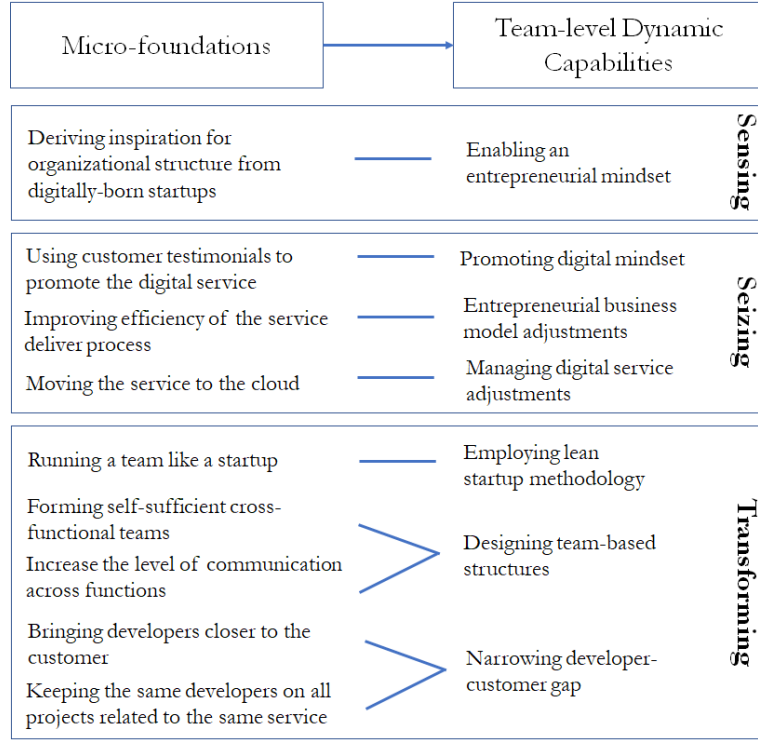 Micro-foundations
Team-level Dynamic
Capabilities
Deriving inspiration for
organizational structure from
digitally-born startups
Enabling an
entrepreneurial mindset
Sensing
Using customer testimonials to
promote the digital service
Promoting digital mindset
Improving efficiency of the service
deliver process
Entrepreneurial business
model adjustments
Moving the service to the cloud
Managing digital service
adjustments
Seizing
Running a team like a startup
Employing lean
startup methodology
Forming self-sufficient cross-
functional teams
Increase the level of communication
across functions
Designing team-based
structures
Bringing developers closer to the
customer
Keeping the same developers on all
projects related to the same service
Narrowing developer-
customer gap
Transforming